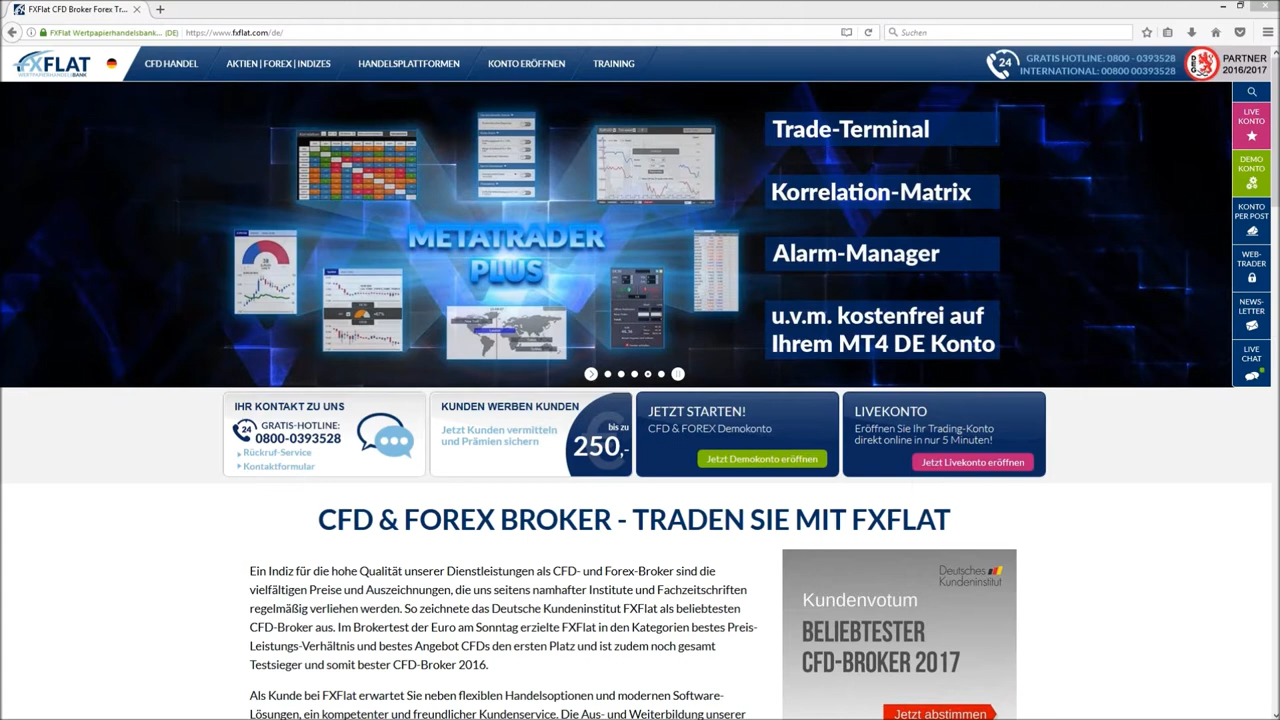 FXFlat CFD Broker Forex Tr...
FXFlat Wertpapierhandelsbank... (DE)
https://www.fxflat.com/de/
Suchen
FXFLAT
WERTPAPIERHANDELSBANK
CFD HANDEL
AKTIEN | FOREX | INDIZES
HANDELSPLATTFORMEN
KONTO ERÖFFNEN
TRAINING
24
GRATIS HOTLINE: 0800 - 0393528
INTERNATIONAL: 00800 00393528
DEG
PARTNER
2016/2017
METATRADER
PLUS
Trade-Terminal
Korrelation-Matrix
Alarm-Manager
u.v.m. kostenfrei auf
Ihrem MT4 DE Konto
LIVE
KONTO
DEMO
KONTO
KONTO
PER POST
WEB-
TRADER
NEWS-
LETTER
LIVE
CHAT
IHR KONTAKT ZU UNS
24
GRATIS-HOTLINE:
0800-0393528
Rückruf-Service
Kontaktformular
KUNDEN WERBEN KUNDEN
Jetzt Kunden vermitteln
und Prämien sichern
bis zu
250,-
€
JETZT STARTEN!
CFD & FOREX Demokonto
Jetzt Demokonto eröffnen
LIVEKONTO
Eröffnen Sie Ihr Trading-Konto
direkt online in nur 5 Minuten!
Jetzt Livekonto eröffnen
CFD & FOREX BROKER - TRADEN SIE MIT FXFLAT
Ein Indiz für die hohe Qualität unserer Dienstleistungen als CFD- und Forex-Broker sind die
vielfältigen Preise und Auszeichnungen, die uns seitens namhafter Institute und Fachzeitschriften
regelmäßig verliehen werden. So zeichnete das Deutsche Kundeninstitut FXFlat als beliebtesten
CFD-Broker aus. Im Brokertest der Euro am Sonntag erzielte FXFlat in den Kategorien bestes Preis-
Leistungs-Verhältnis und bestes Angebot CFDs den ersten Platz und ist zudem noch gesamt
Testsieger und somit bester CFD-Broker 2016.
Als Kunde bei FXFlat erwartet Sie neben flexiblen Handelsoptionen und modernen Software-
Lösungen, ein kompetenter und freundlicher Kundenservice. Die Aus- und Weiterbildung unserer
Deutsches
Kundeninstitut
Kundenvotum
BELIEBTESTER
CFD-BROKER 2017
Jetzt abstimmen